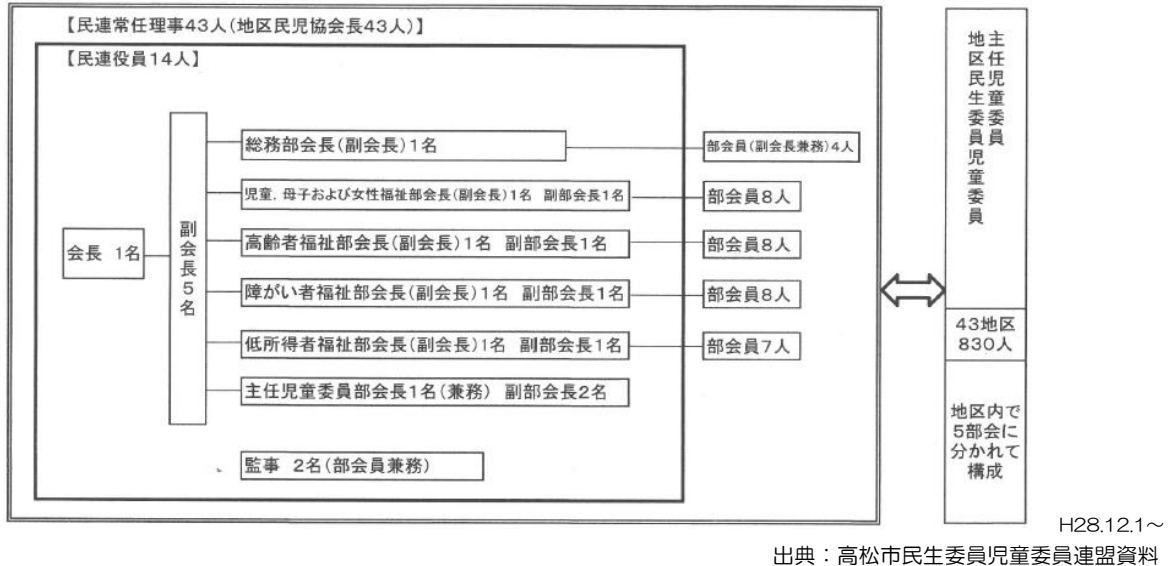 【民連常任理事43人(地区民児協会長43人)】
【民連役員14人】
会長 1名
副会長5名
総務部会長(副会長)1名
部会員(副会長兼務)4人
児童，母子および女性福祉部会長(副会長)1名 副部会長1名
部会員8人
高齢者福祉部会長(副会長)1名 副部会長1名
部会員8人
障がい者福祉部会長(副会長)1名 副部会長1名
部会員8人
低所得者福祉部会長(副会長)1名 副部会長1名
部会員7人
主任児童委員部会長1名(兼務) 副部会長2名
監事 2名(部会員兼務)
主任児童委員
地区民生委員児童委員
43地区
830人
地区内で
5部会に
分かれて
構成
H28.12.1～
出典：高松市民生委員児童委員連盟資料